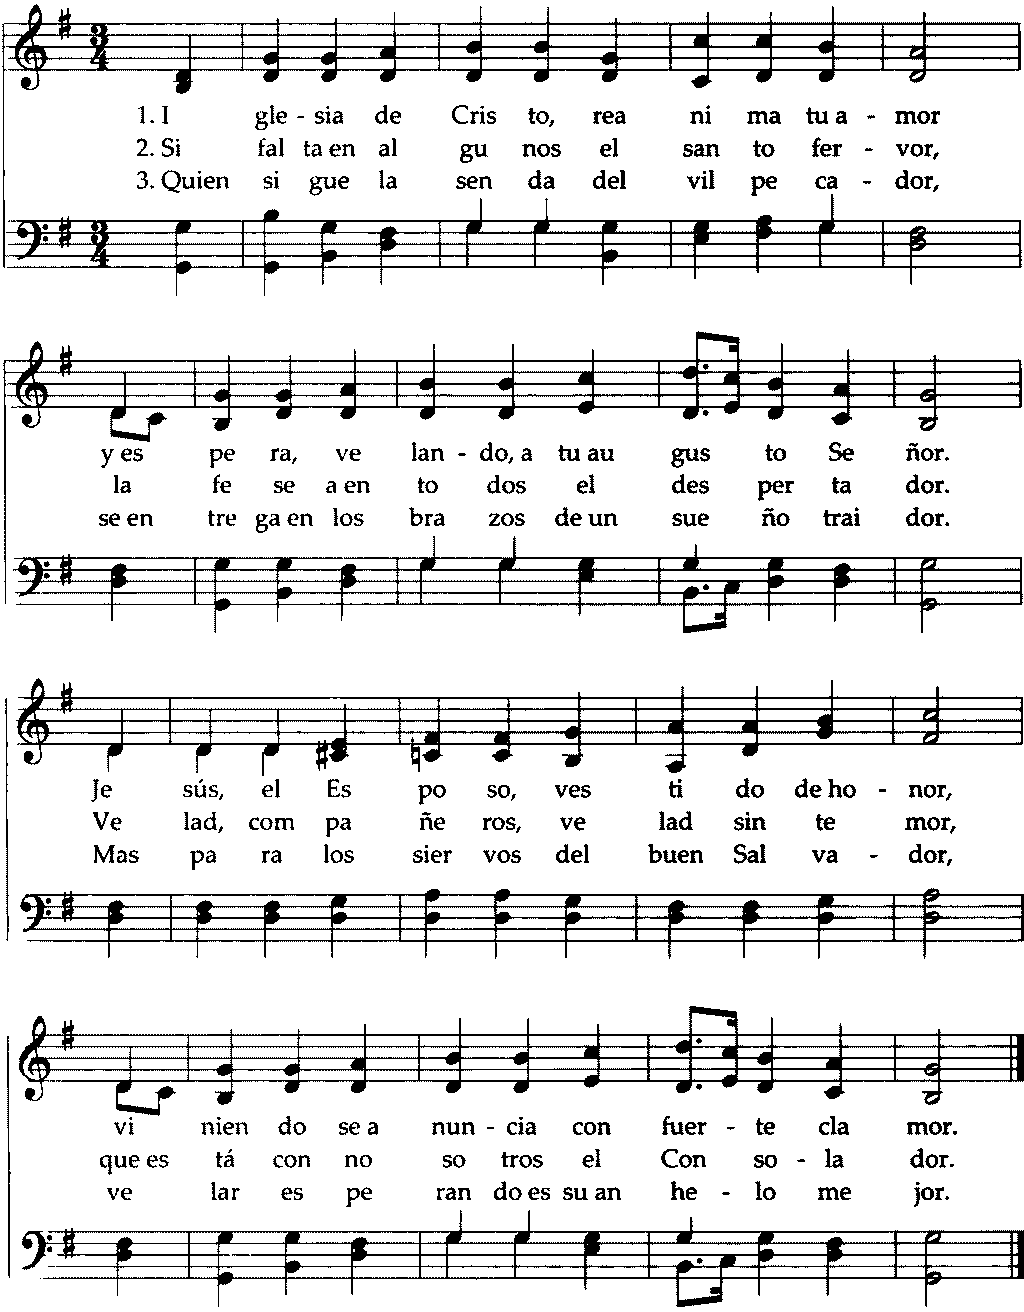 1. I gle - sia de Cris to, rea ni ma tu a - mor
2. Si fal ta en al gu nos el san to fer - vor,
3. Quien si gue la sen da del vil pe ca - dor,
y es pe ra, ve lan - do, a tu au gus to Se ñor.
la fe se a en to dos el des per ta dor.
se en tre ga en los bra zos de un sue ño trai dor.
Je sús, el Es po so, ves ti do de ho - nor,
Ve lad, com pa ñe ros, ve lad sin te mor,
Mas pa ra los sier vos del buen Sal va - dor,
vi nien do se a nun - cia con fuer - te cla mor.
que es tá con no so tros el Con so - la dor.
ve lar es pe ran do es su an he - lo me jor.